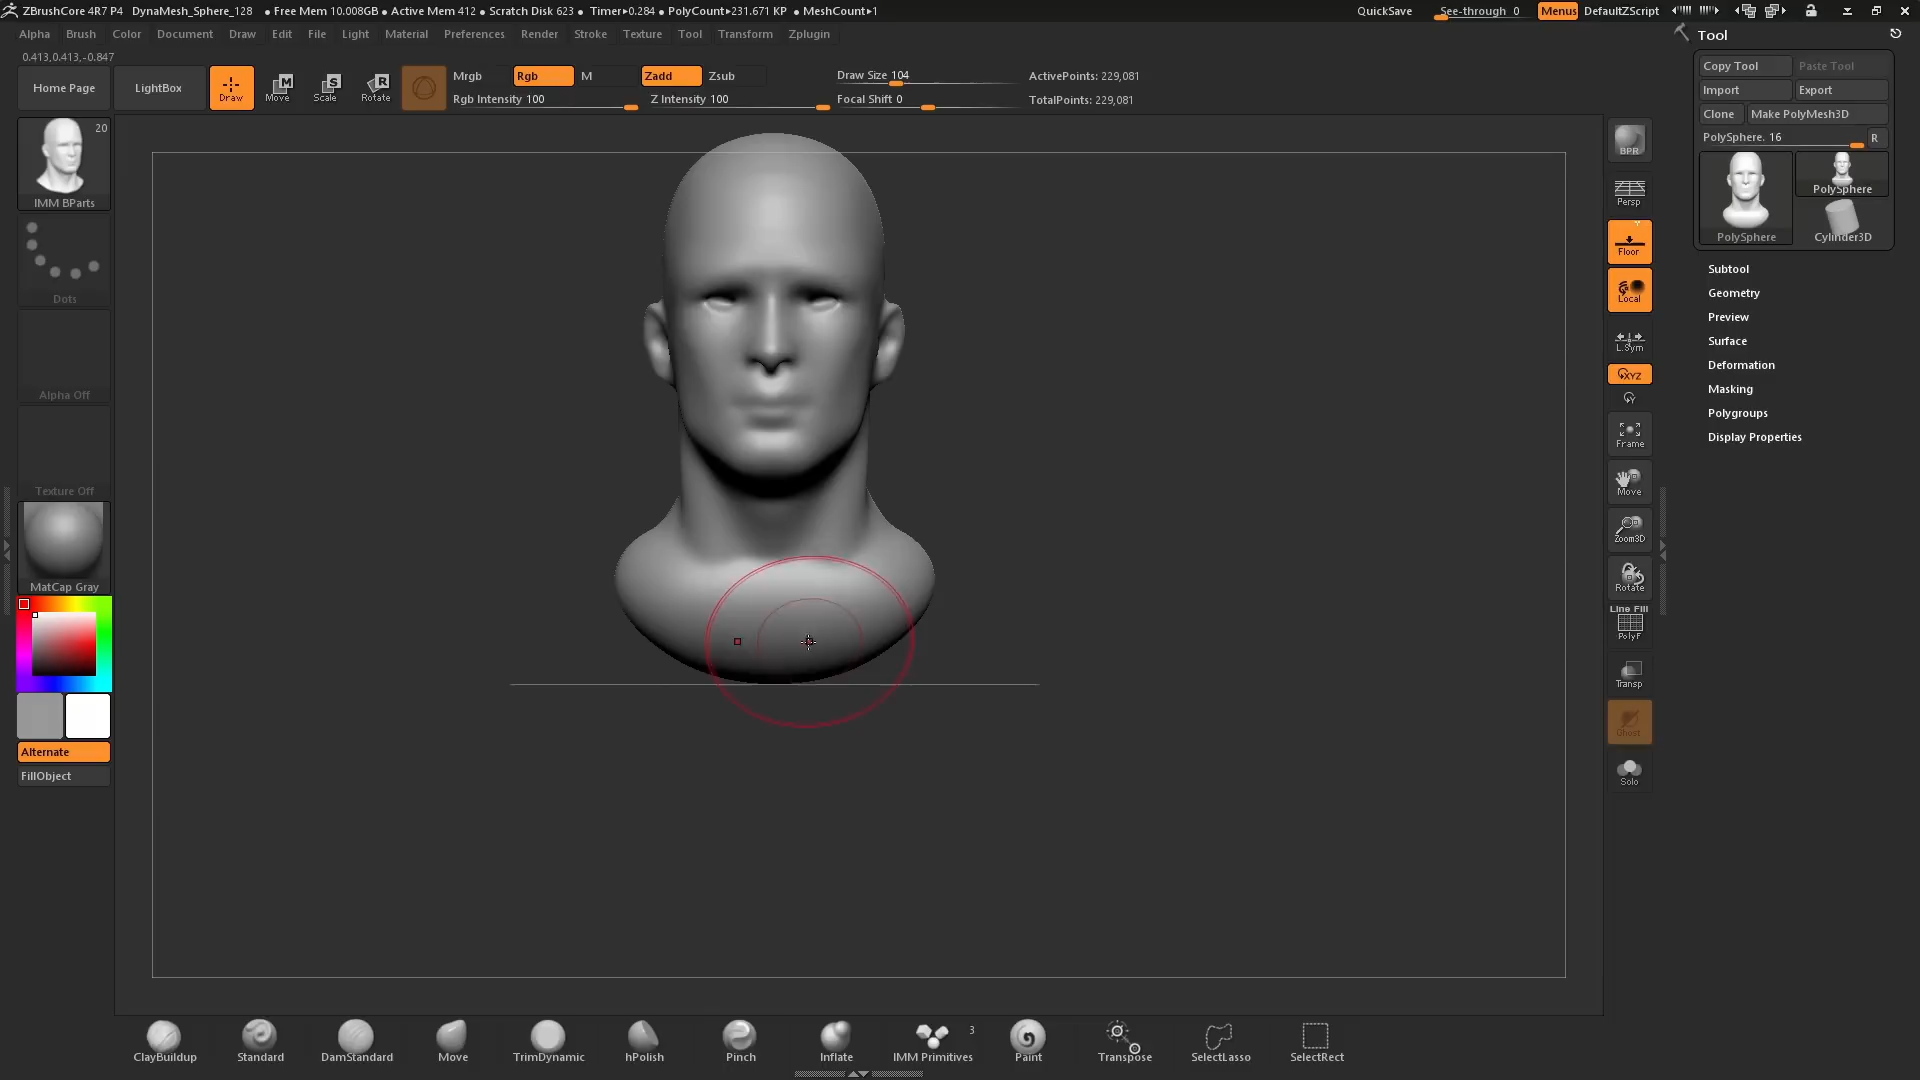 ZBrushCore 4R7 P4 DynaMesh_Sphere_128 ● Free Mem 10.008GB ● Active Mem 412 ● Scratch Disk 623 ● Timer▸0.284 ● PolyCount▸231.671 KP ● MeshCount▸1 QuickSave See-through 0 Menus DefaultZScript
Alpha Brush Color Document Draw Edit File Light Material Preferences Render Stroke Texture Tool Transform Zplugin
Tool
0.413,0.413,-0.847
Home Page
LightBox
Draw
M
Move
S
Scale
R
Rotate
Mrgb Rgb M Zadd Zsub
Rgb Intensity 100 Z Intensity 100
Draw Size 104
Focal Shift 0
ActivePoints: 229,081
TotalPoints: 229,081
Copy Tool Paste Tool
Import Export
Clone Make PolyMesh3D
PolySphere. 16 R
PolySphere
PolySphere
Cylinder3D
Subtool
Geometry
Preview
Surface
Deformation
Masking
Polygroups
Display Properties
20
IMM BParts
Dots
Alpha Off
Texture Off
MatCap Gray
Alternate
FillObject
BPR
Persp
Floor
Local
L.Sym
XYZ
Y
Frame
Move
Zoom3D
Rotate
Line Fill
PolyF
Transp
Ghost
Solo
ClayBuildup
Standard
DamStandard
Move
TrimDynamic
hPolish
Pinch
Inflate
3
IMM Primitives
Paint
Transpose
SelectLasso
SelectRect